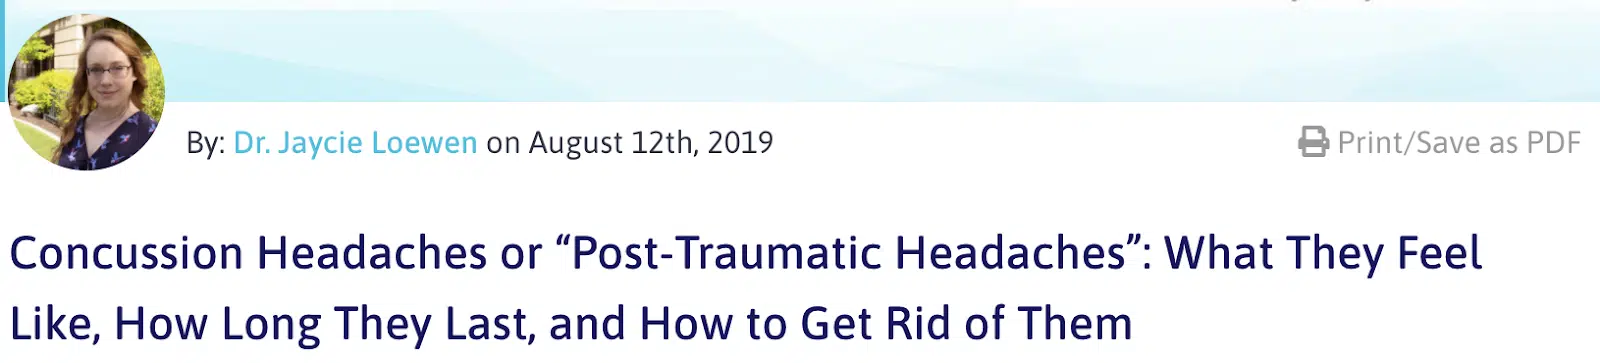 By: Dr. Jaycie Loewen on August 12th, 2019
Print/Save as PDF
Concussion Headaches or “Post-Traumatic Headaches”: What They Feel
Like, How Long They Last, and How to Get Rid of Them